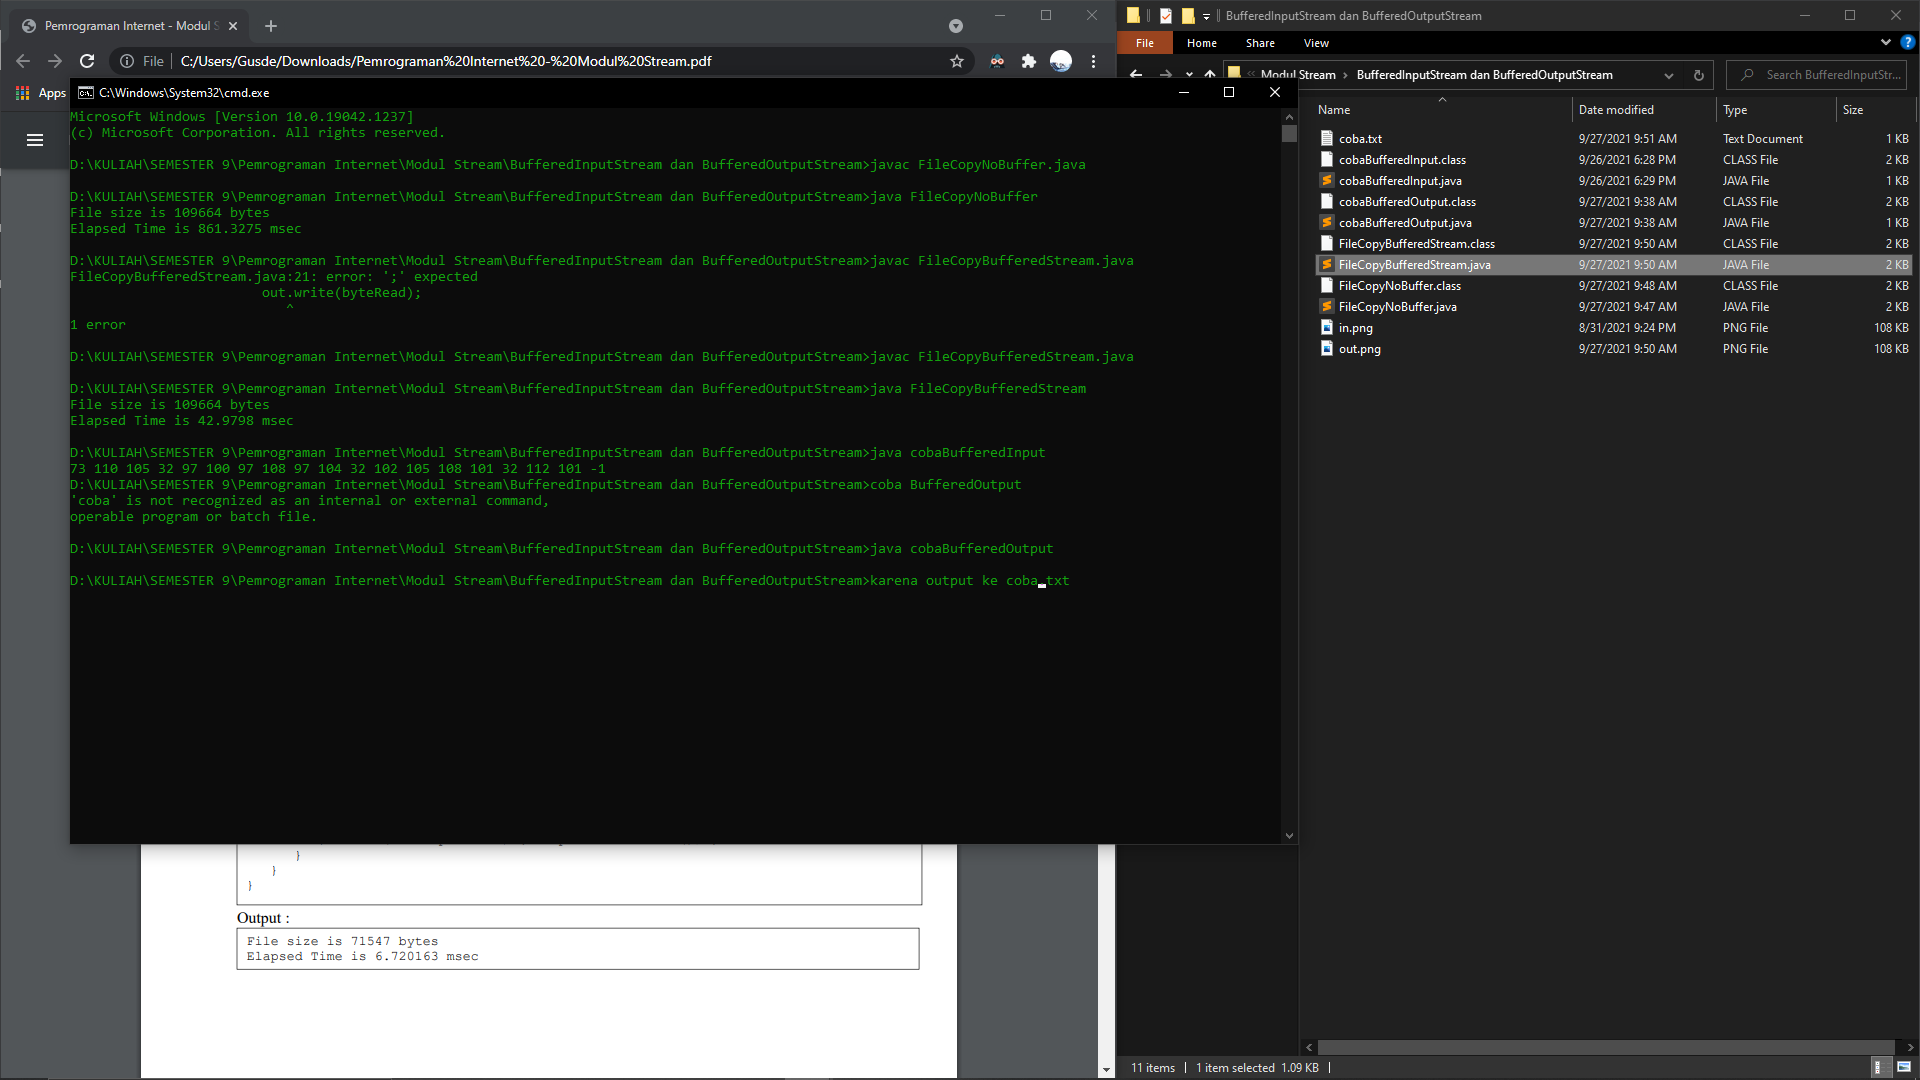 Pemrograman Internet - Modul S
File
C:/Users/Gusde/Downloads/Pemrograman%20Internet%20-%20Modul%20Stream.pdf
Apps
C:\Windows\System32\cmd.exe
Microsoft Windows [Version 10.0.19042.1237]
(c) Microsoft Corporation. All rights reserved.
D:\KULIAH\SEMESTER 9\Pemrograman Internet\Modul Stream\BufferedInputStream dan BufferedOutputStream>javac FileCopyNoBuffer.java
D:\KULIAH\SEMESTER 9\Pemrograman Internet\Modul Stream\BufferedInputStream dan BufferedOutputStream>java FileCopyNoBuffer
File size is 109664 bytes
Elapsed Time is 861.3275 msec
D:\KULIAH\SEMESTER 9\Pemrograman Internet\Modul Stream\BufferedInputStream dan BufferedOutputStream>javac FileCopyBufferedStream.java
FileCopyBufferedStream.java:21: error: ';' expected
out.write(byteRead);
^
1 error
D:\KULIAH\SEMESTER 9\Pemrograman Internet\Modul Stream\BufferedInputStream dan BufferedOutputStream>javac FileCopyBufferedStream.java
D:\KULIAH\SEMESTER 9\Pemrograman Internet\Modul Stream\BufferedInputStream dan BufferedOutputStream>java FileCopyBufferedStream
File size is 109664 bytes
Elapsed Time is 42.9798 msec
D:\KULIAH\SEMESTER 9\Pemrograman Internet\Modul Stream\BufferedInputStream dan BufferedOutputStream>java cobaBufferedInput
73 110 105 32 97 100 97 108 97 104 32 102 105 108 101 32 112 101 -1
D:\KULIAH\SEMESTER 9\Pemrograman Internet\Modul Stream\BufferedInputStream dan BufferedOutputStream>coba BufferedOutput
'coba' is not recognized as an internal or external command,
operable program or batch file.
D:\KULIAH\SEMESTER 9\Pemrograman Internet\Modul Stream\BufferedInputStream dan BufferedOutputStream>java cobaBufferedOutput
D:\KULIAH\SEMESTER 9\Pemrograman Internet\Modul Stream\BufferedInputStream dan BufferedOutputStream>karena output ke coba.txt
}
}
}
Output :
File size is 71547 bytes
Elapsed Time is 6.720163 msec
BufferedInputStream dan BufferedOutputStream
File Home Share View
« Modul Stream › BufferedInputStream dan BufferedOutputStream
Search BufferedInputStr...
Name Date modified Type Size
coba.txt 9/27/2021 9:51 AM Text Document 1 KB
cobaBufferedInput.class 9/26/2021 6:28 PM CLASS File 2 KB
cobaBufferedInput.java 9/26/2021 6:29 PM JAVA File 1 KB
cobaBufferedOutput.class 9/27/2021 9:38 AM CLASS File 2 KB
cobaBufferedOutput.java 9/27/2021 9:38 AM JAVA File 1 KB
FileCopyBufferedStream.class 9/27/2021 9:50 AM CLASS File 2 KB
FileCopyBufferedStream.java 9/27/2021 9:50 AM JAVA File 2 KB
FileCopyNoBuffer.class 9/27/2021 9:48 AM CLASS File 2 KB
FileCopyNoBuffer.java 9/27/2021 9:47 AM JAVA File 2 KB
in.png 8/31/2021 9:24 PM PNG File 108 KB
out.png 9/27/2021 9:50 AM PNG File 108 KB
11 items 1 item selected 1.09 KB